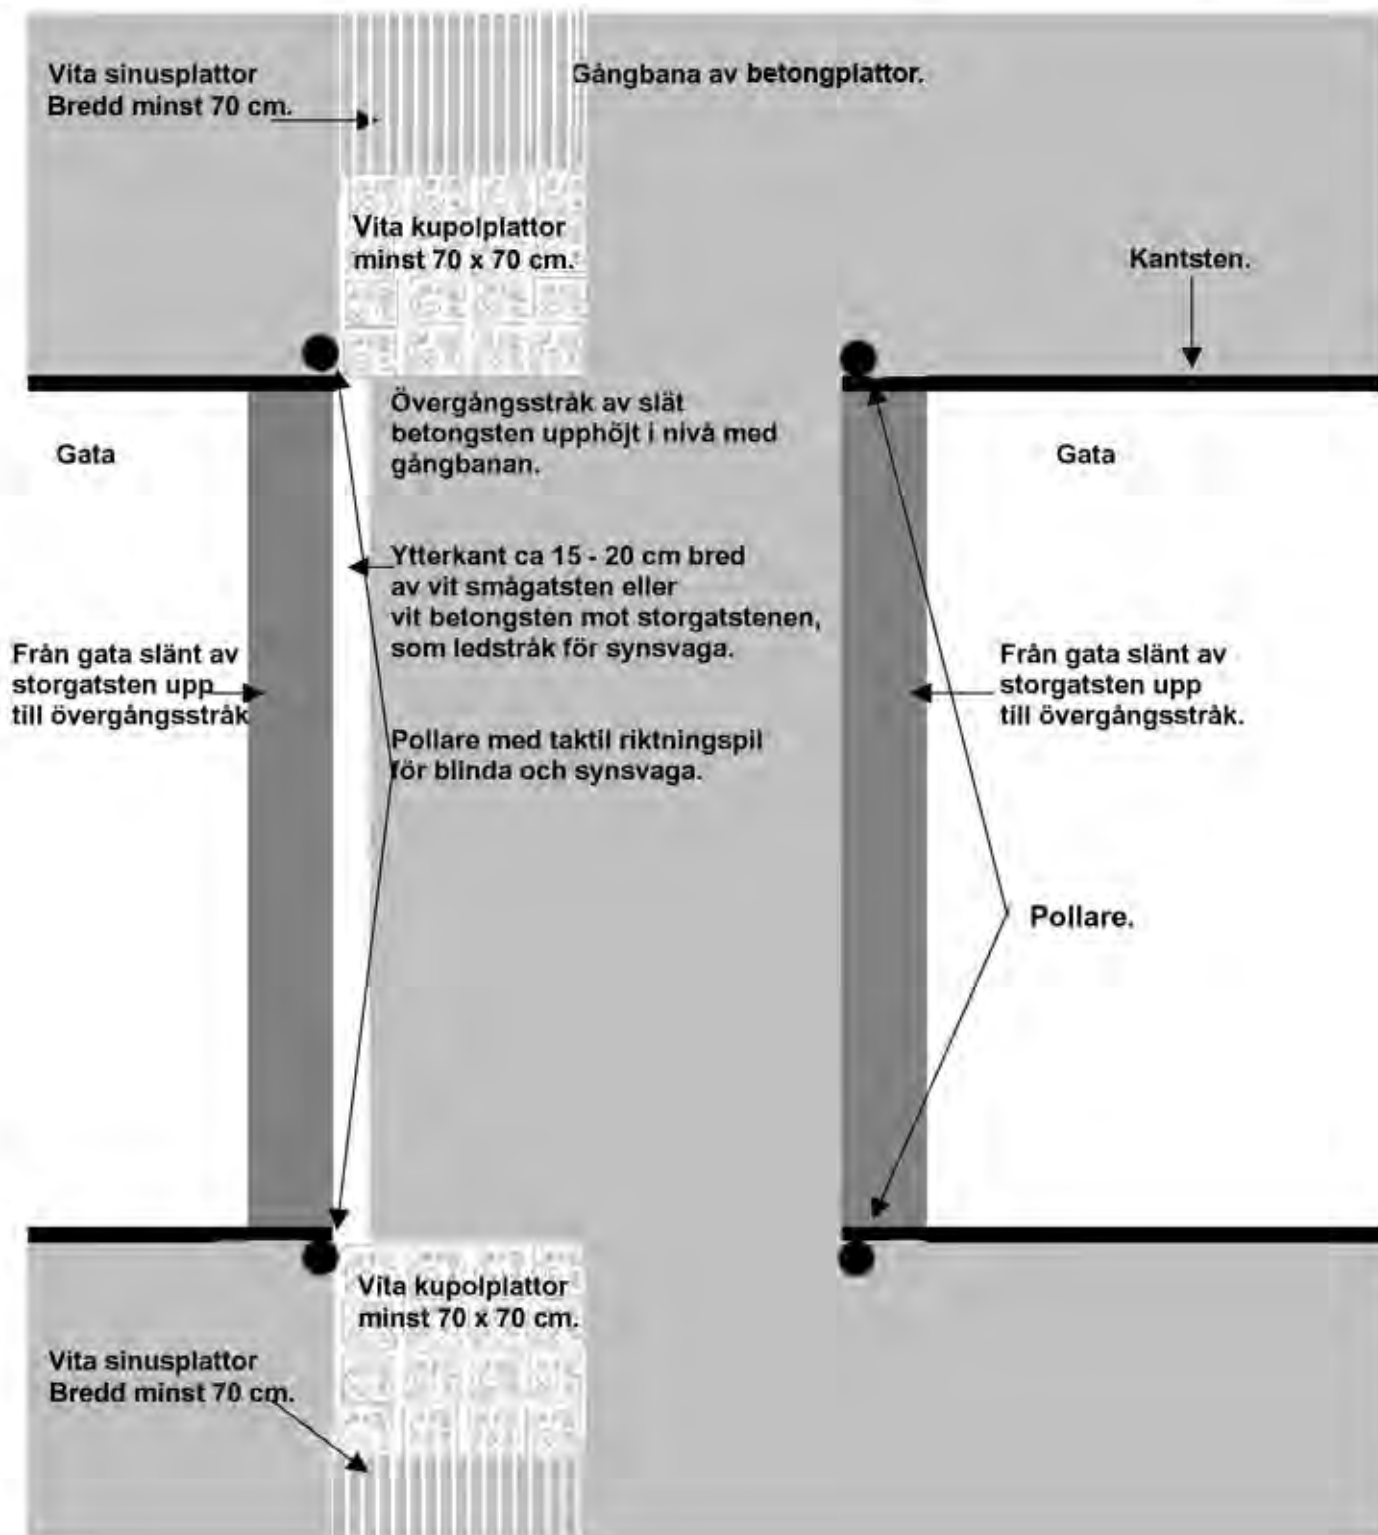 Vita sinusplattor
Bredd minst 70 cm.
Gångbana av betongplattor.
Vita kupolplattor
minst 70 x 70 cm.
Kantsten.
Övergångsstråk av slät
betongsten upphöjt i nivå med
gångbanan.
Gata
Gata
Ytterkant ca 15 - 20 cm bred
av vit smågatsten eller
vit betongsten mot storgatstenen,
som ledstråk för synsvaga.
Från gata slänt av
storgatsten upp
till övergångsstråk
Från gata slänt av
storgatsten upp
till övergångsstråk.
Pollare med taktil riktningspil
för blinda och synsvaga.
Pollare.
Vita kupolplattor
minst 70 x 70 cm.
Vita sinusplattor
Bredd minst 70 cm.